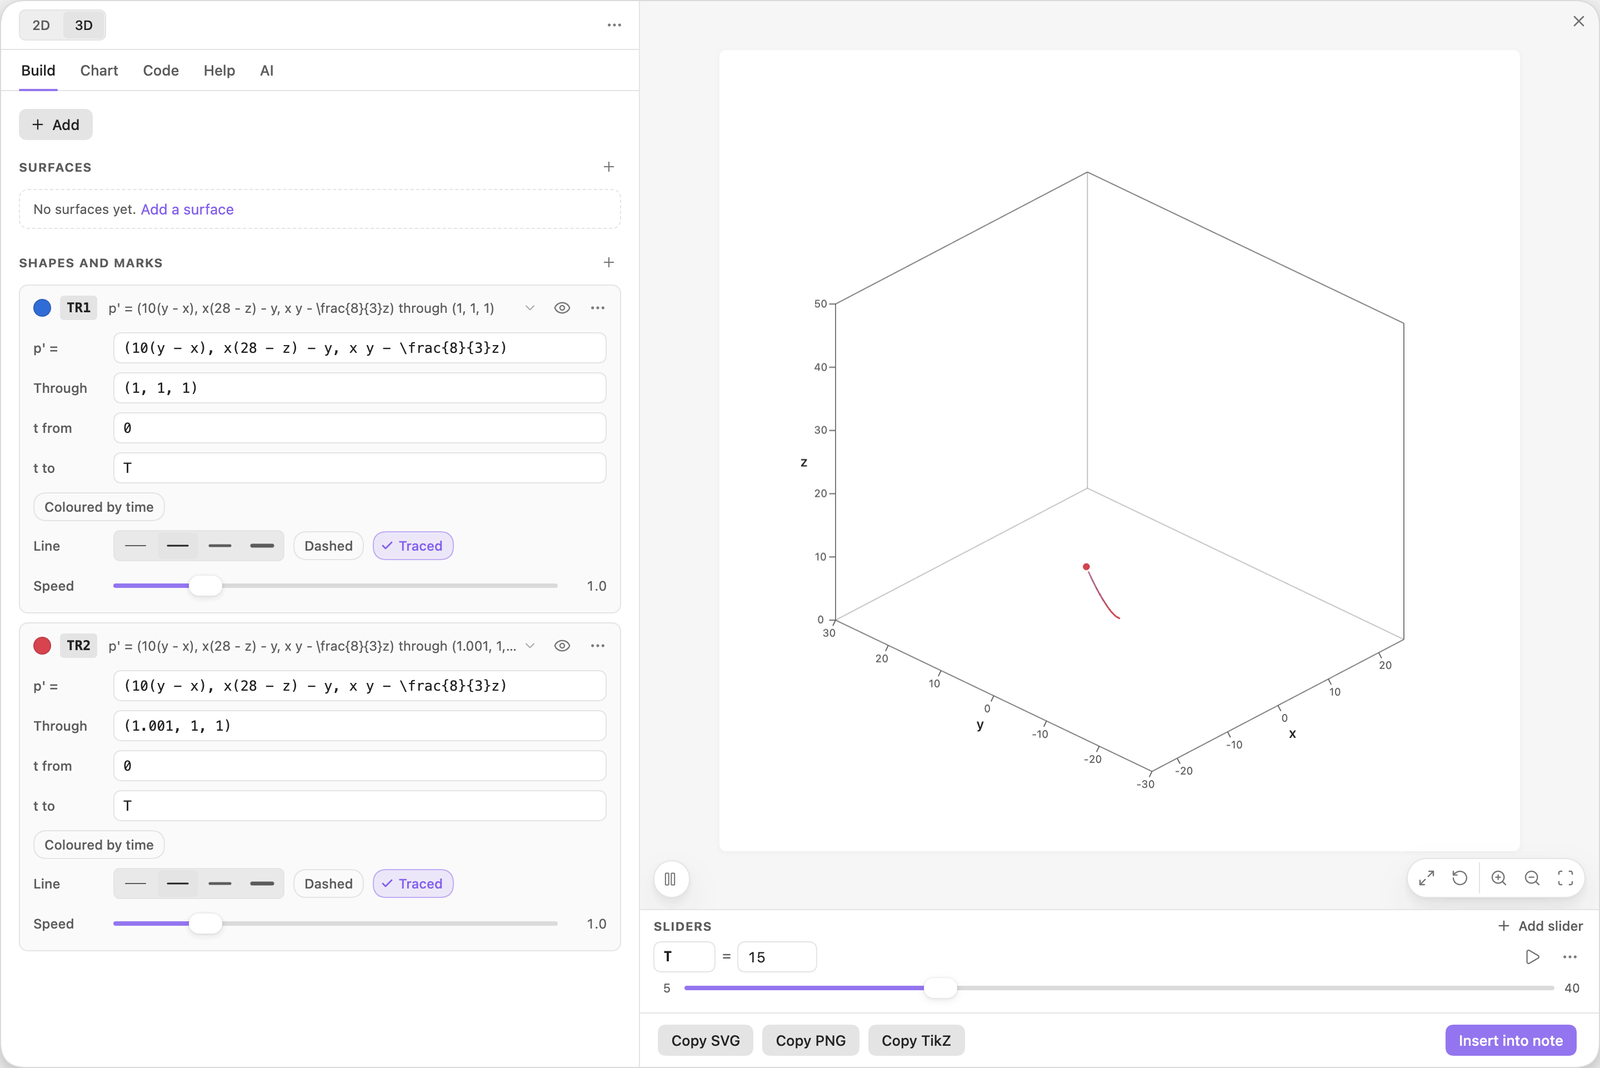 2D 3D
Build Chart Code Help AI
+ Add
SURFACES
No surfaces yet. Add a surface
SHAPES AND MARKS
TR1 p' = (10(y - x), x(28 - z) - y, x y - \frac{8}{3}z) through (1, 1, 1)
p' = (10(y − x), x(28 − z) − y, x y − \frac{8}{3}z)
Through (1, 1, 1)
t from 0
t to T
Coloured by time
Line Dashed Traced
Speed 1.0
TR2 p' = (10(y - x), x(28 - z) - y, x y - \frac{8}{3}z) through (1.001, 1,...
p' = (10(y − x), x(28 − z) − y, x y − \frac{8}{3}z)
Through (1.001, 1, 1)
t from 0
t to T
Coloured by time
Line Dashed Traced
Speed 1.0
50
40
30
z
20
10
0
30
20
10
0
y
-10
-20
-30
-20
-10
0
x
10
20
SLIDERS + Add slider
T = 15
5 40
Copy SVG Copy PNG Copy TikZ Insert into note